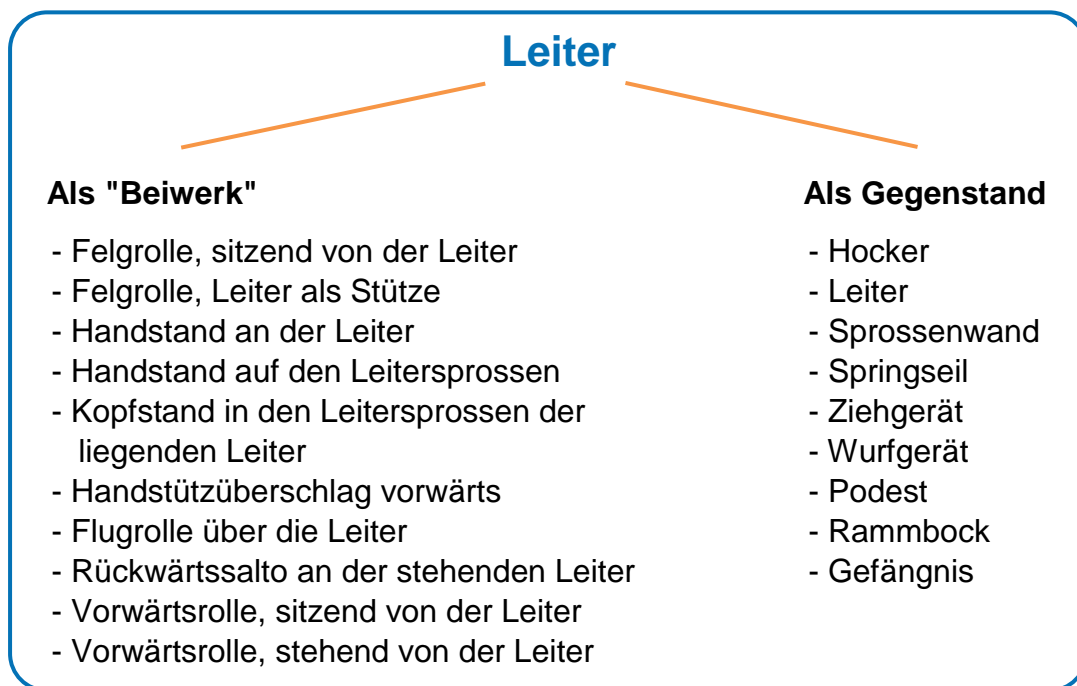 Leiter
Als "Beiwerk"
- Felgrolle, sitzend von der Leiter
- Felgrolle, Leiter als Stütze
- Handstand an der Leiter
- Handstand auf den Leitersprossen
- Kopfstand in den Leitersprossen der
liegenden Leiter
- Handstützüberschlag vorwärts
- Flugrolle über die Leiter
- Rückwärtssalto an der stehenden Leiter
- Vorwärtsrolle, sitzend von der Leiter
- Vorwärtsrolle, stehend von der Leiter
Als Gegenstand
- Hocker
- Leiter
- Sprossenwand
- Springseil
- Ziehgerät
- Wurfgerät
- Podest
- Rammbock
- Gefängnis